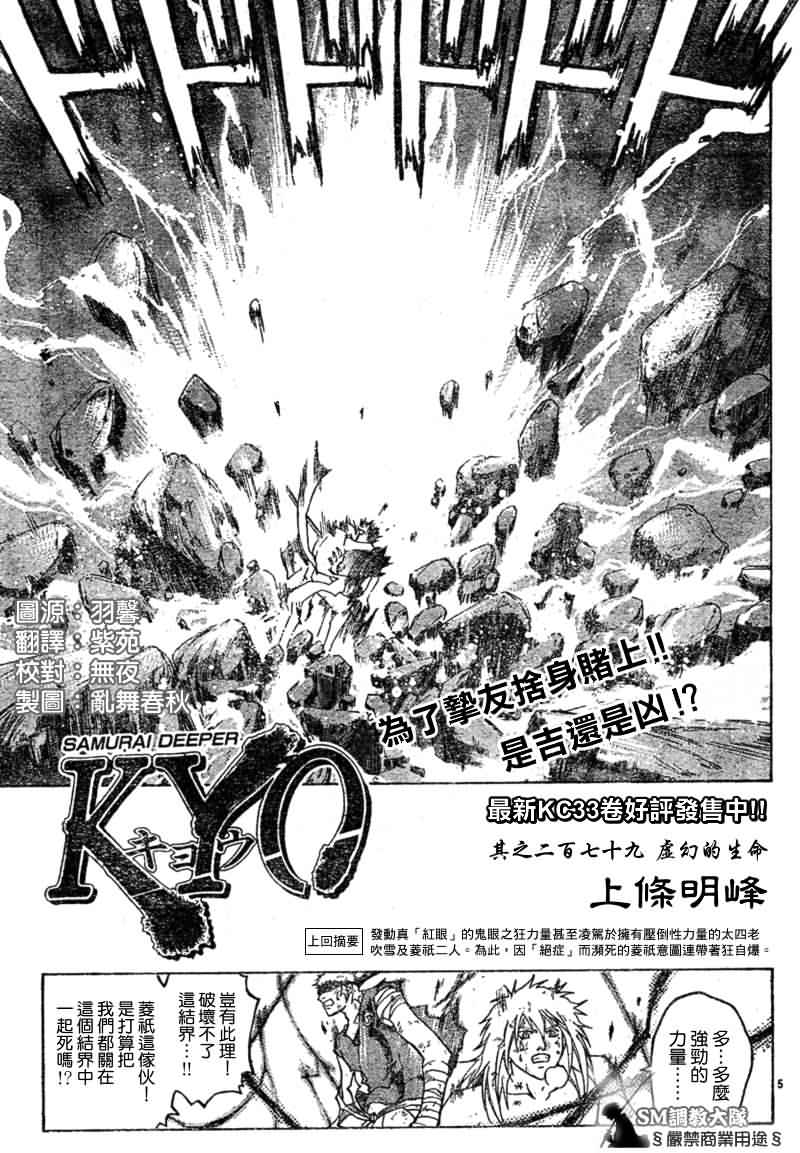 ドドドドドド
圖源：羽馨
翻譯：紫苑
校對：無夜
製圖：亂舞春秋
為了摯友捨身賭上!!
是吉還是凶!?
SAMURAI DEEPER
KYO
キョウ
最新KC33卷好評發售中!!
其之二百七十九 虛幻的生命
上條明峰
上回摘要
發動真「紅眼」的鬼眼之狂力量甚至凌駕於擁有壓倒性力量的太四老
吹雪及菱祇二人。為此，因「絕症」而瀕死的菱祇意圖連帶著狂自爆。
多…多麼
強勁的
力量……
豈有此理！
破壞不了
這結界…!!
菱祇這傢伙！
是打算把
我們都關在
這個結界中
一起死嗎!?
5
SM調教大隊
§嚴禁商業用途§